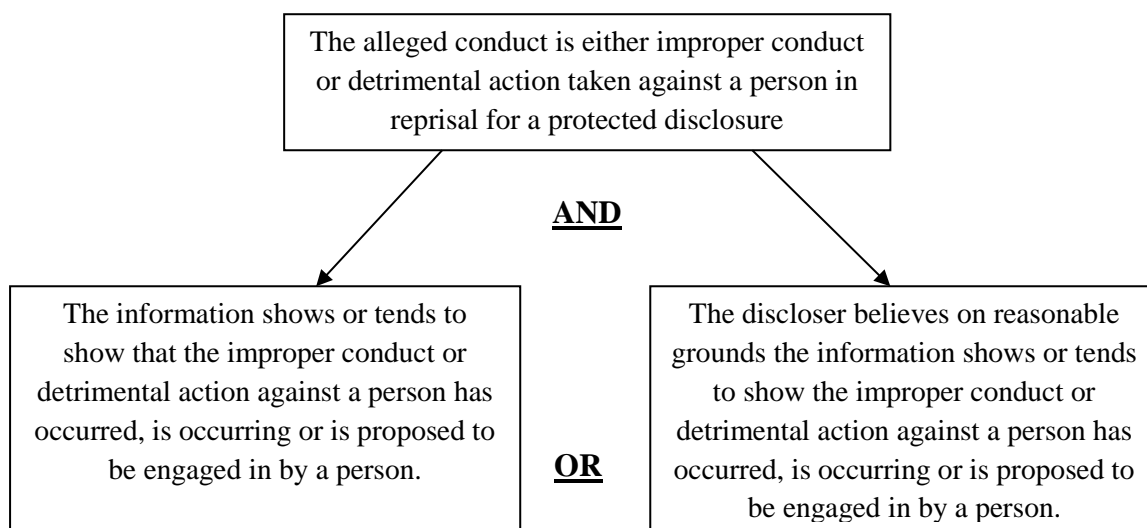 The alleged conduct is either improper conduct
or detrimental action taken against a person in
reprisal for a protected disclosure
AND
The information shows or tends to
show that the improper conduct or
detrimental action against a person has
occurred, is occurring or is proposed to
be engaged in by a person.
OR
The discloser believes on reasonable
grounds the information shows or tends
to show the improper conduct or
detrimental action against a person has
occurred, is occurring or is proposed to
be engaged in by a person.